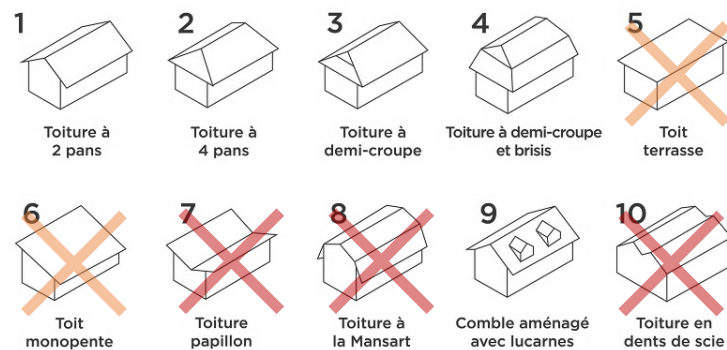 1
2
3
4
5
Toiture à
2 pans
Toiture à
4 pans
Toiture à
demi-croupe
Toiture à demi-croupe
et brisis
Toit
terrasse
6
7
8
9
10
Toit
monopente
Toiture
papillon
Toiture à
la Mansart
Comble aménagé
avec lucarnes
Toiture en
dents de scie